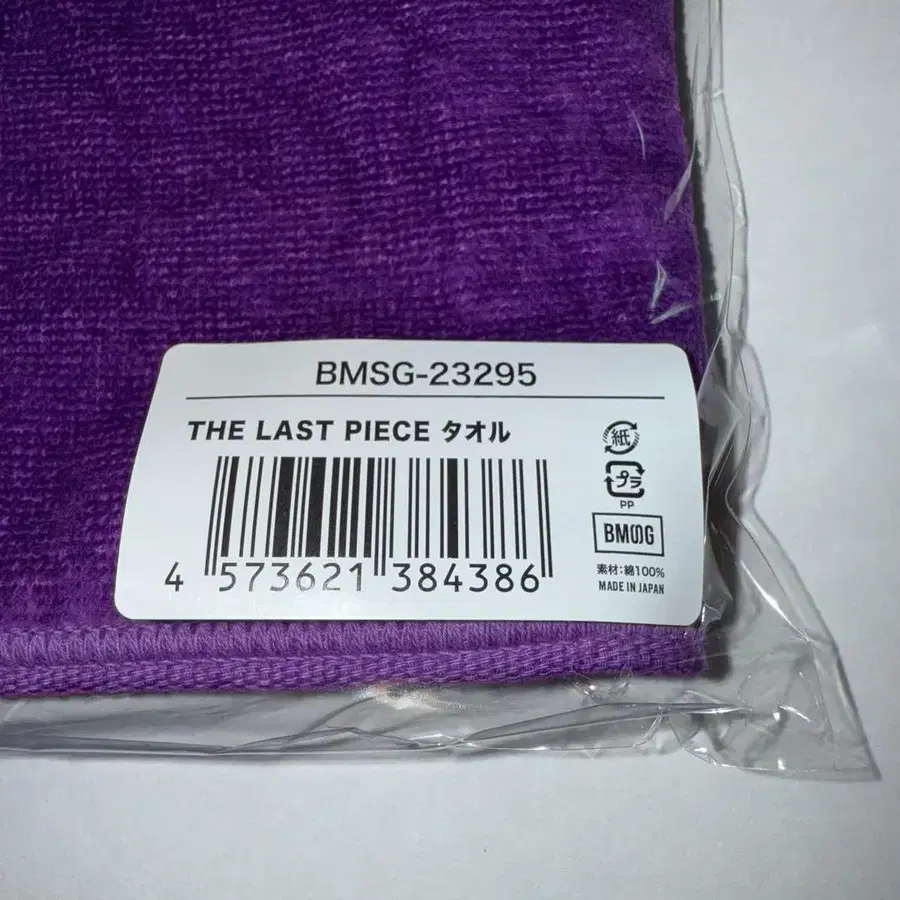 BMSG-23295
THE LAST PIECE タオル
4 573621 384386
紙
プラ
PP
BMSG
素材:綿100%
MADE IN JAPAN